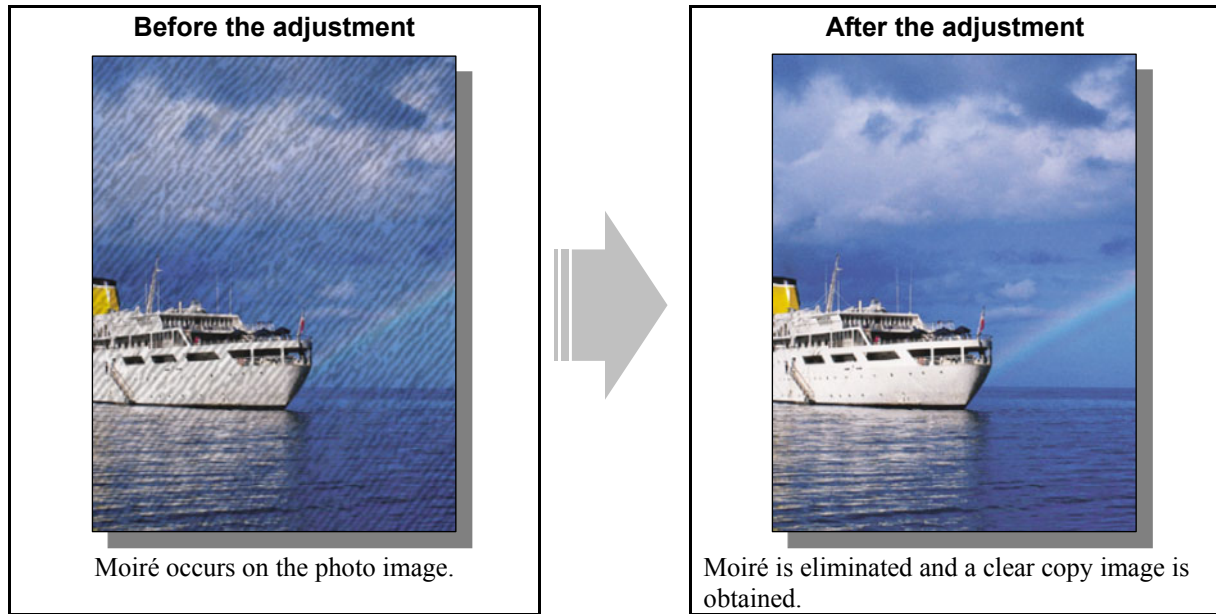 Before the adjustment
Moiré occurs on the photo image.
After the adjustment
Moiré is eliminated and a clear copy image is
obtained.